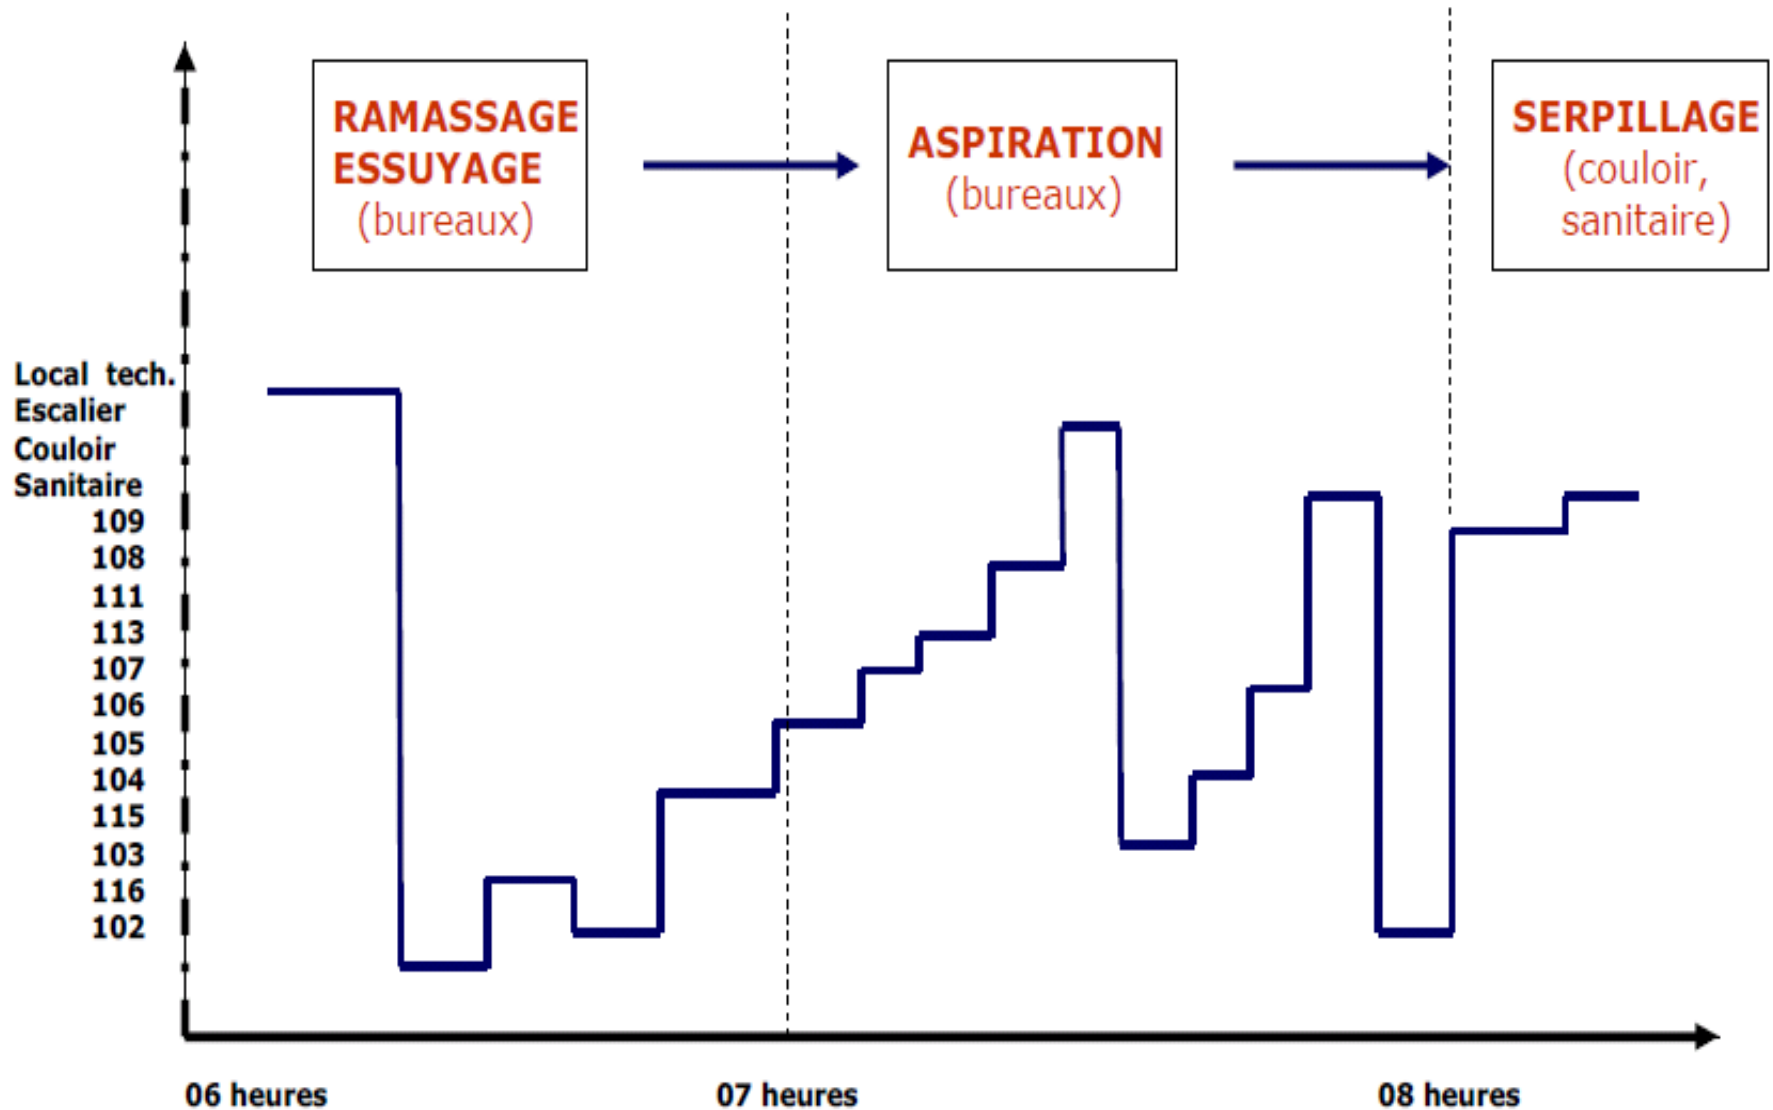 RAMASSAGE
ESSUYAGE
(bureaux)
ASPIRATION
(bureaux)
SERPILLAGE
(couloir,
sanitaire)
Local tech.
Escalier
Couloir
Sanitaire
109
108
111
113
107
106
105
104
115
103
116
102
06 heures
07 heures
08 heures